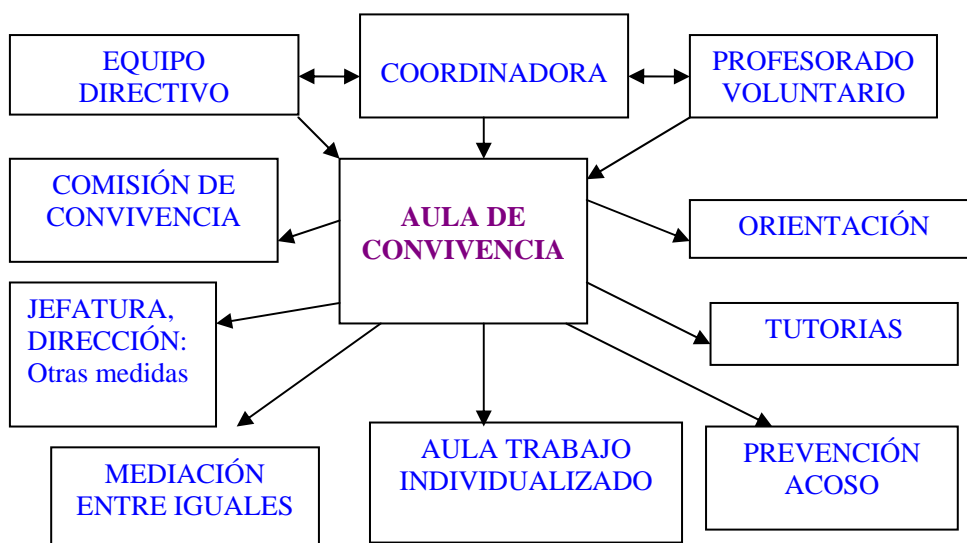 EQUIPO
DIRECTIVO
COORDINADORA
PROFESORADO
VOLUNTARIO
COMISIÓN DE
CONVIVENCIA
AULA DE
CONVIVENCIA
ORIENTACIÓN
JEFATURA,
DIRECCIÓN:
Otras medidas
TUTORIAS
MEDIACIÓN
ENTRE IGUALES
AULA TRABAJO
INDIVIDUALIZADO
PREVENCIÓN
ACOSO